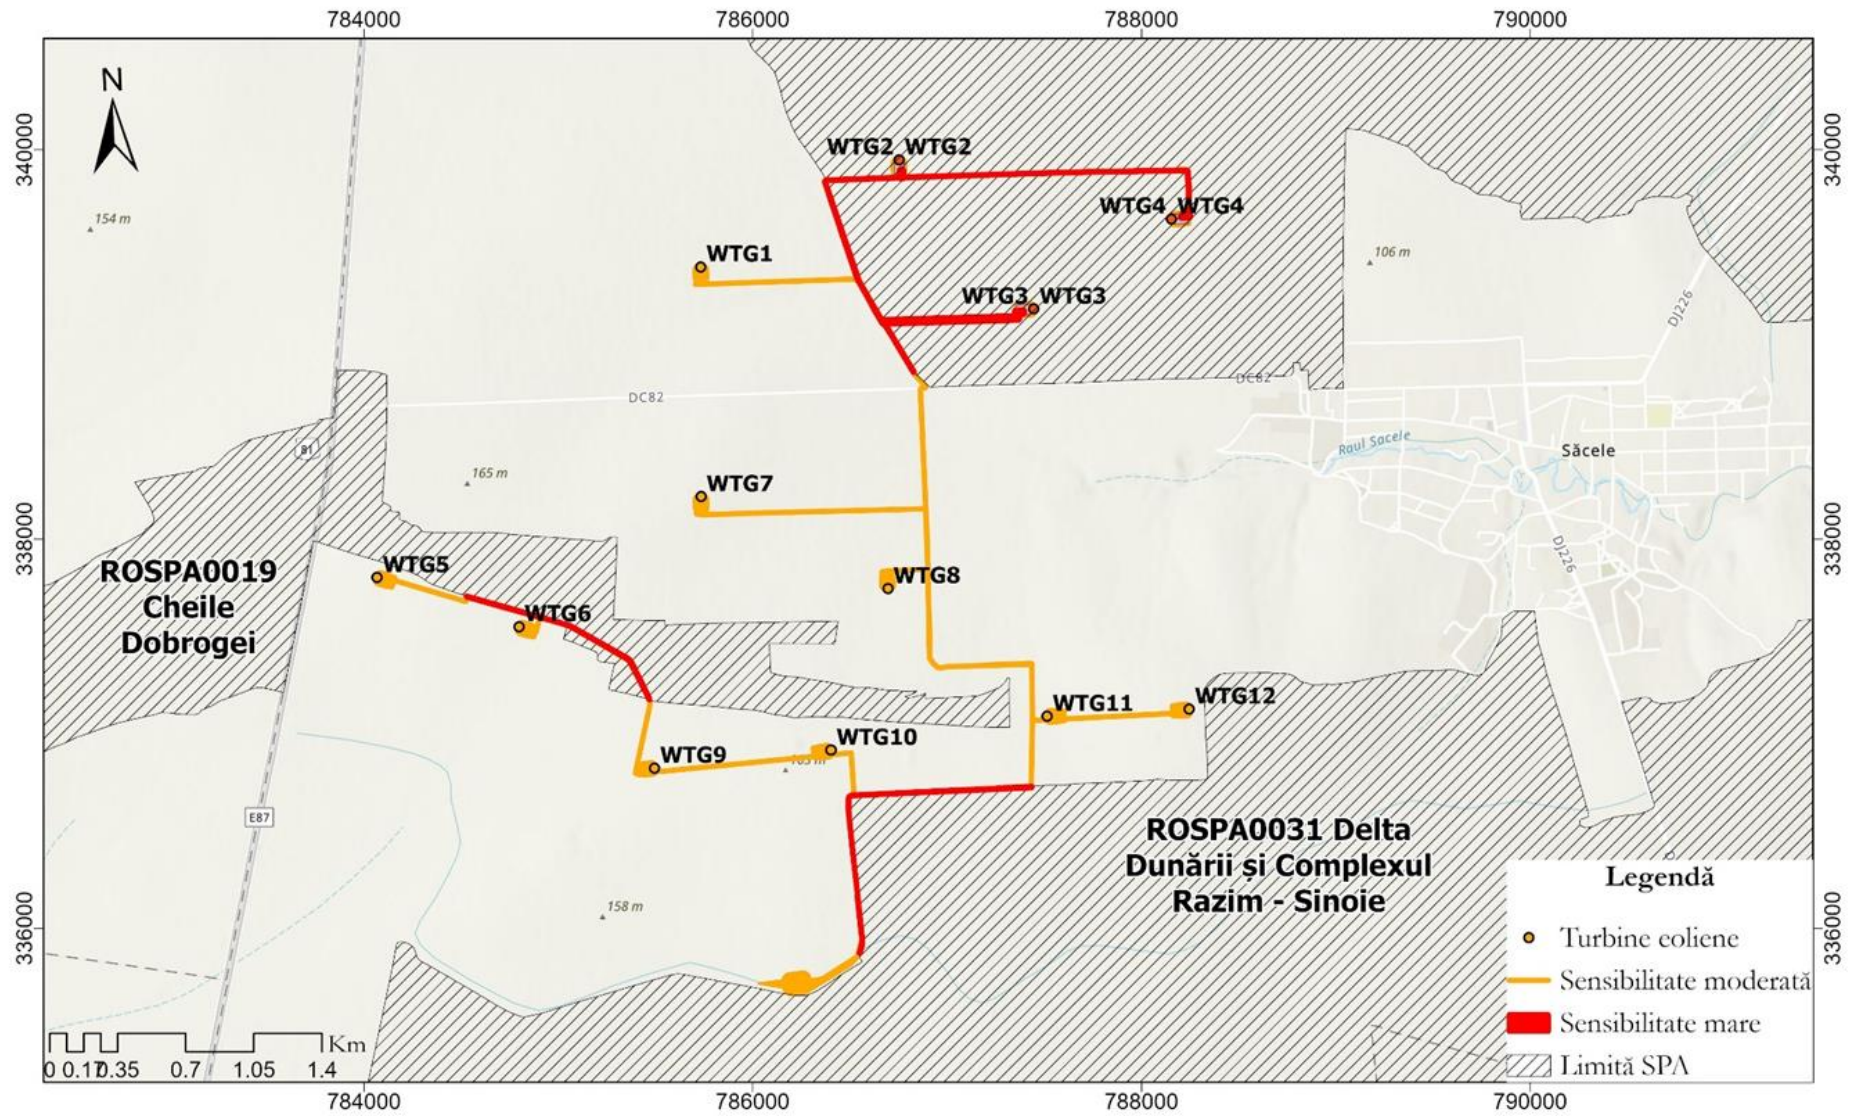 784000
786000
788000
790000
N
340000
340000
WTG2 WTG2
WTG4 WTG4
154 m
WTG1
106 m
WTG3 WTG3
DJ226
DC82
DC82
81
Raul Sacele
Săcele
165 m
WTG7
338000
338000
DJ226
WTG5
WTG8
ROSPA0019
Cheile
Dobrogei
WTG6
WTG11
WTG12
WTG10
WTG9
E87
ROSPA0031 Delta
Dunării și Complexul
Razim - Sinoie
158 m
336000
336000
Legendă
Turbine eoliene
Sensibilitate moderată
Sensibilitate mare
Limită SPA
Km
0 0.17 0.35 0.7 1.05 1.4
784000
786000
788000
790000